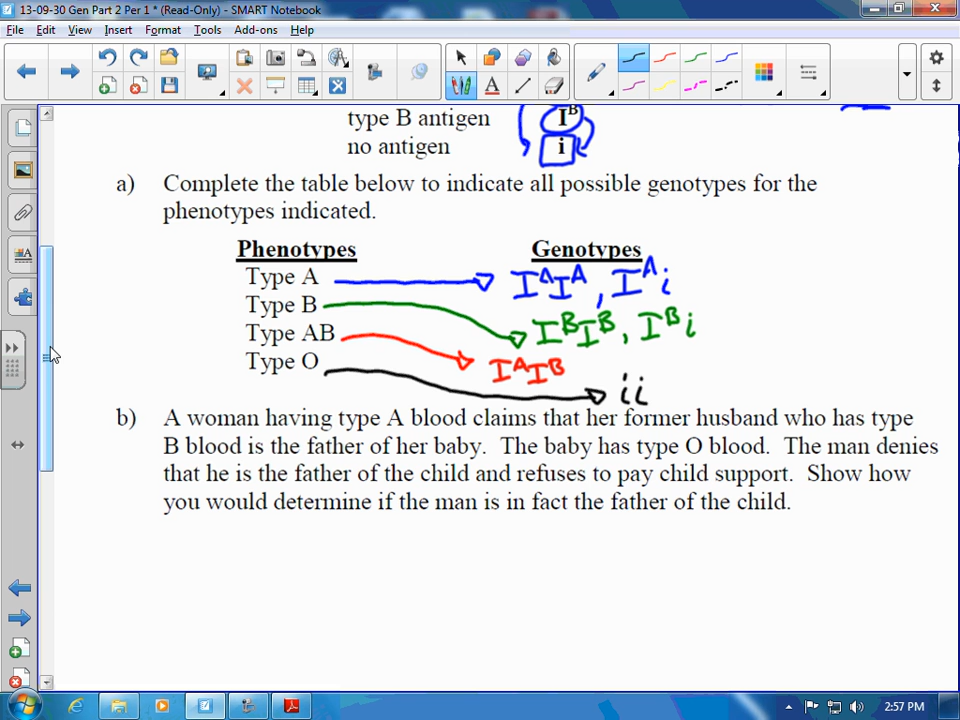 13-09-30 Gen Part 2 Per 1 * (Read-Only) - SMART Notebook
File Edit View Insert Format Tools Add-ons Help
type B antigen I^B
no antigen i
a) Complete the table below to indicate all possible genotypes for the
phenotypes indicated.
Phenotypes Genotypes
Type A I^A I^A, I^A i
Type B I^B I^B, I^B i
Type AB I^A I^B
Type O ii
b) A woman having type A blood claims that her former husband who has type
B blood is the father of her baby. The baby has type O blood. The man denies
that he is the father of the child and refuses to pay child support. Show how
you would determine if the man is in fact the father of the child.
2:57 PM